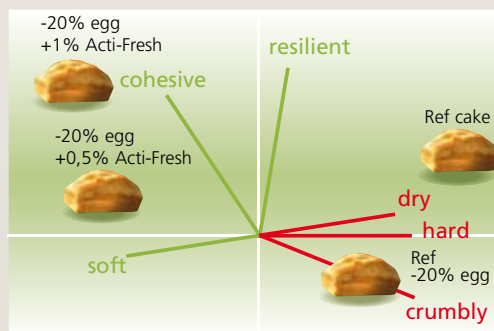 -20% egg
+1% Acti-Fresh
resilient
cohesive
Ref cake
-20% egg
+0,5% Acti-Fresh
dry
hard
soft
Ref
-20% egg
crumbly